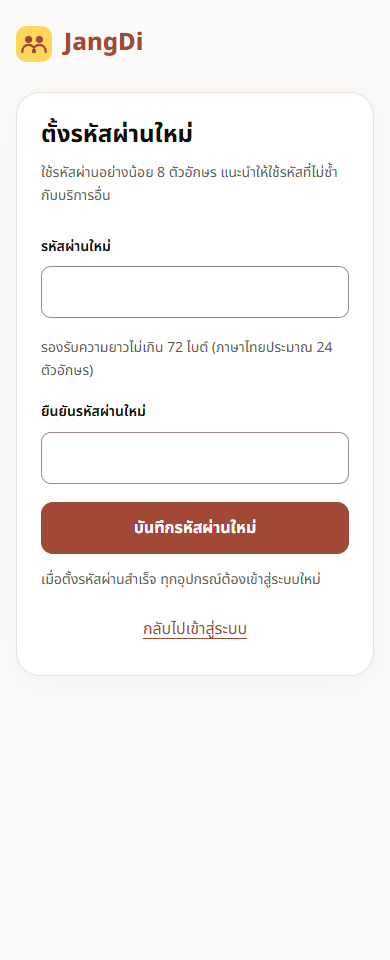 JangDi
ตั้งรหัสผ่านใหม่
ใช้รหัสผ่านอย่างน้อย 8 ตัวอักษร แนะนำให้ใช้รหัสที่ไม่ซ้ำ
กับบริการอื่น
รหัสผ่านใหม่
รองรับความยาวไม่เกิน 72 ไบต์ (ภาษาไทยประมาณ 24
ตัวอักษร)
ยืนยันรหัสผ่านใหม่
บันทึกรหัสผ่านใหม่
เมื่อตั้งรหัสผ่านสำเร็จ ทุกอุปกรณ์ต้องเข้าสู่ระบบใหม่
กลับไปเข้าสู่ระบบ